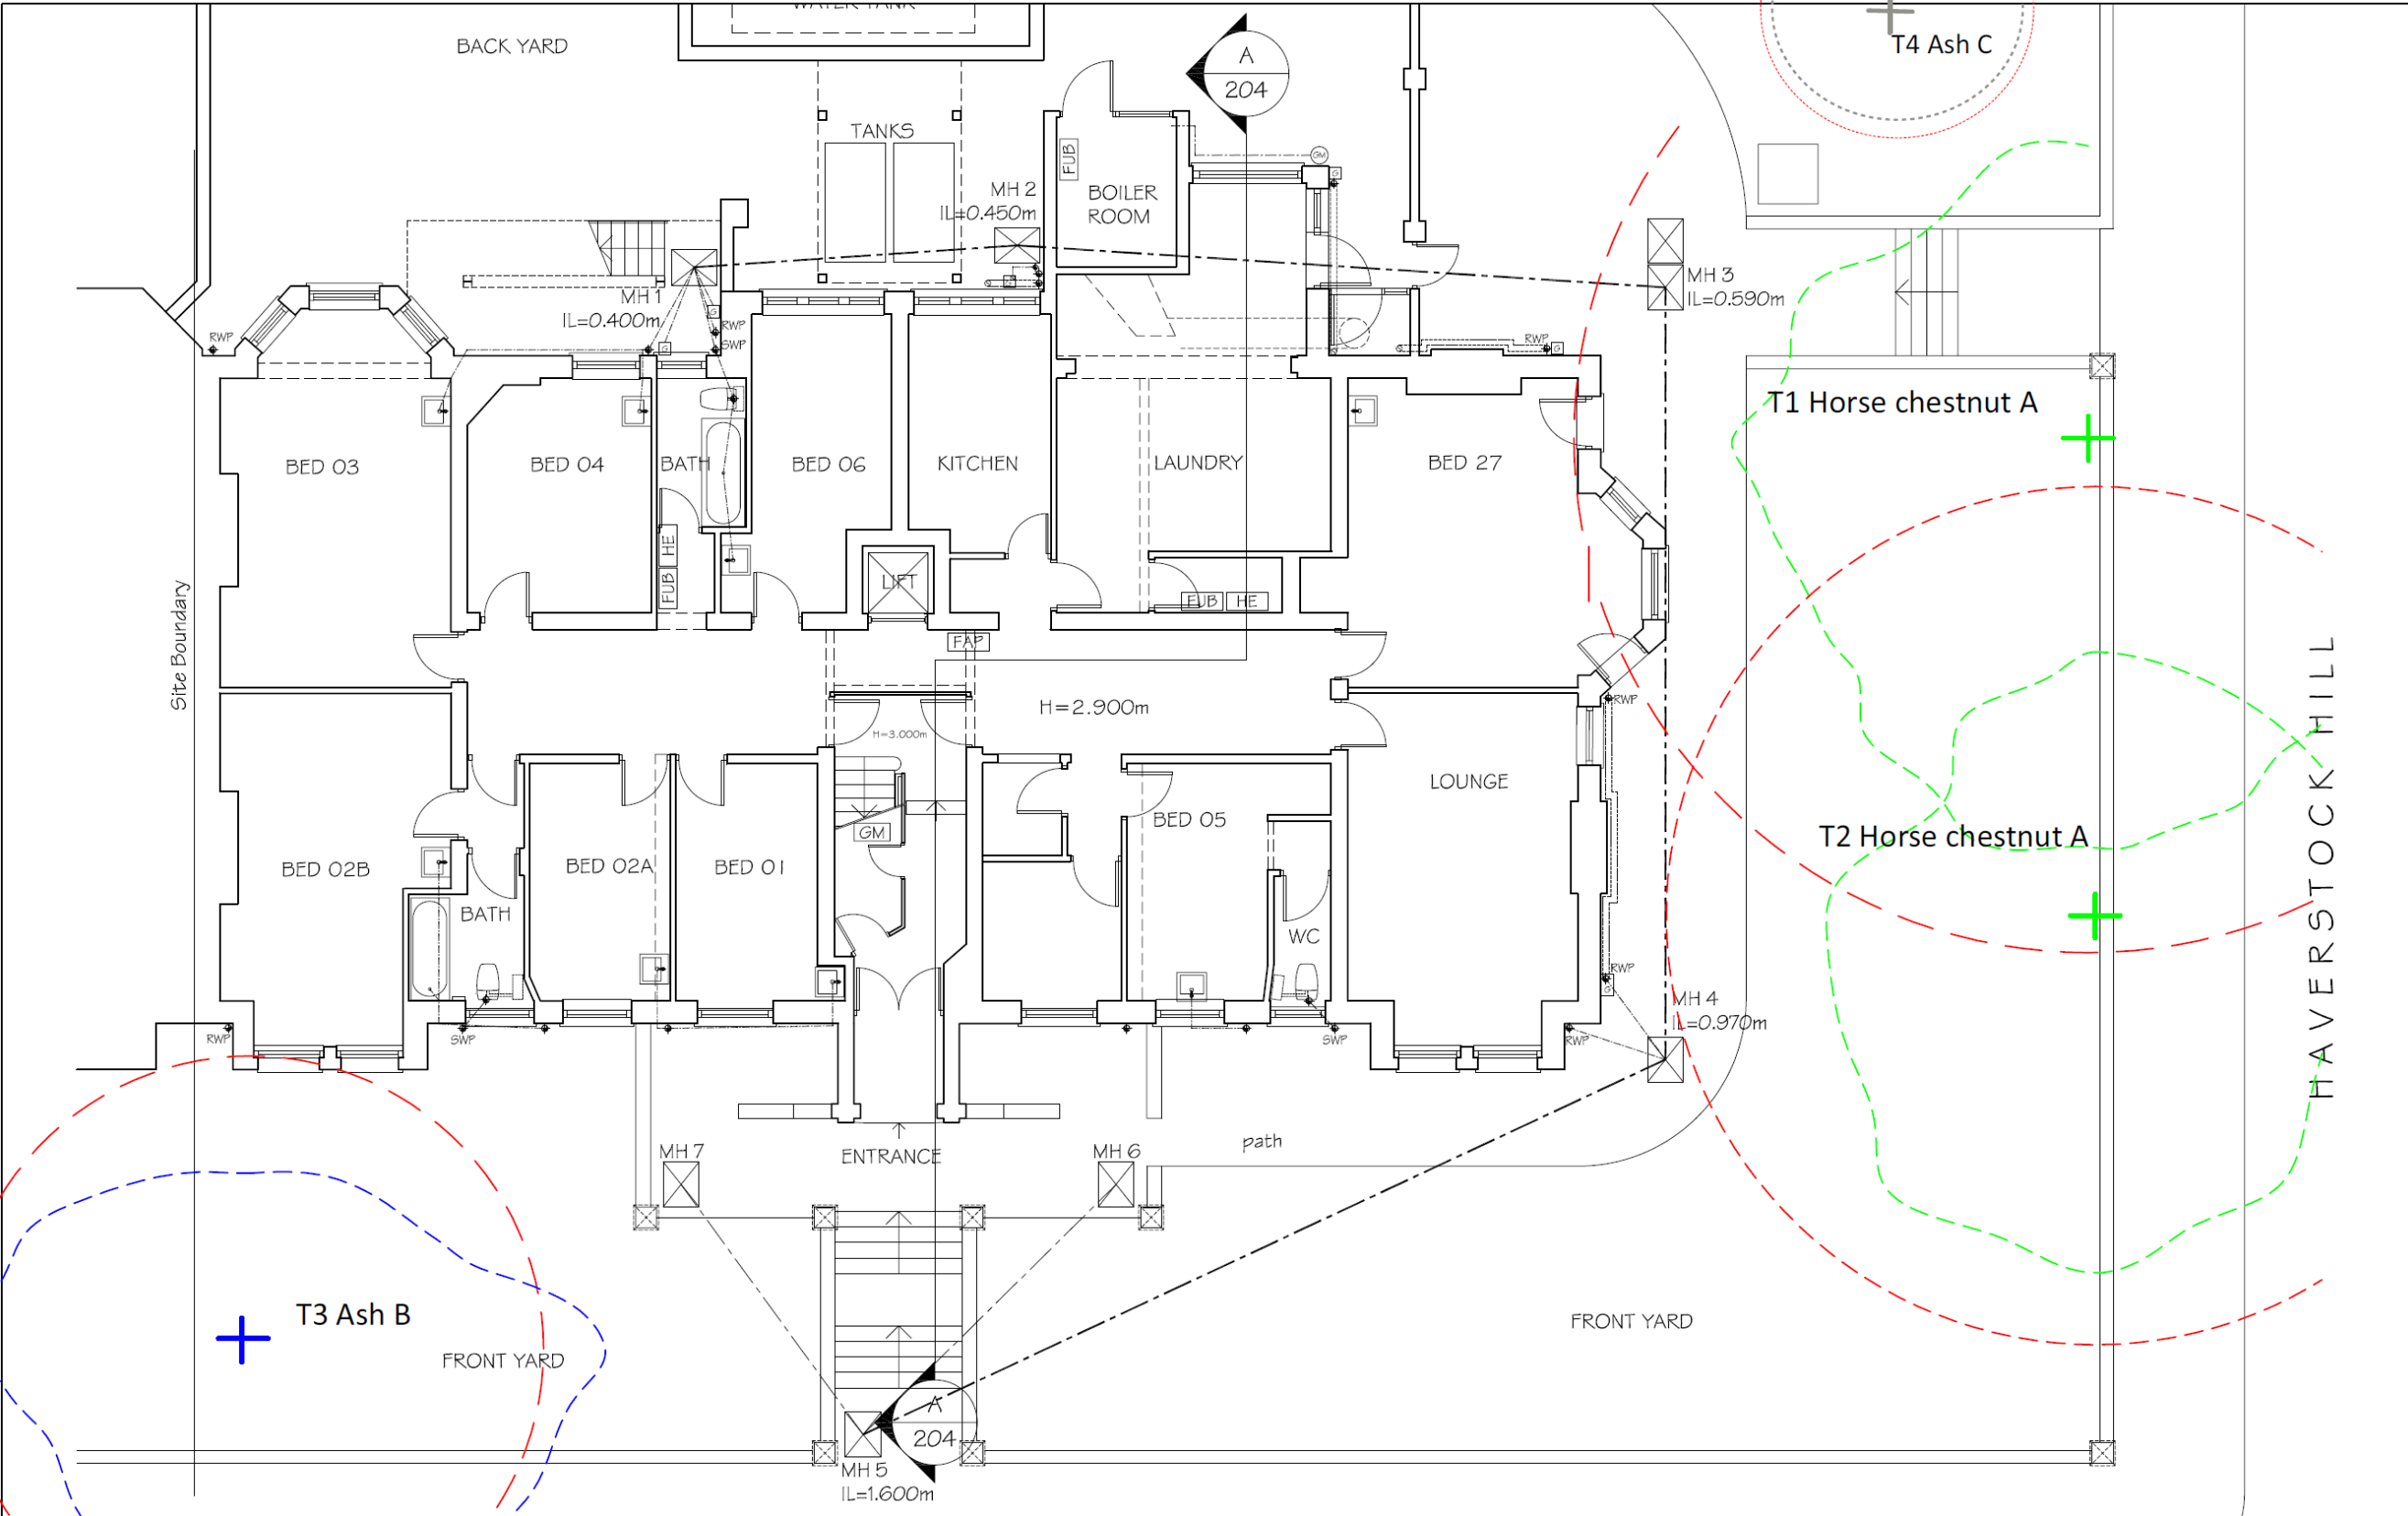 WATER TANK
T4 Ash C
BACK YARD
A
204
TANKS
GM
FUB
G
MH 2
IL=0.450m
BOILER
ROOM
MH 3
IL=0.590m
MH 1
IL=0.400m
G
G
RWP
RWP
SWP
G
RWP
G
T1 Horse chestnut A
BED 03
BED 04
BATH
BED 06
KITCHEN
LAUNDRY
BED 27
HE
FUB
LIFT
FUB
HE
FAP
Site Boundary
H=2.900m
RWP
H=3.000m
HAVERSTOCK HILL
LOUNGE
GM
BED 05
T2 Horse chestnut A
BED 02B
BED 02A
BED 01
BATH
WC
RWP
G
MH 4
IL=0.970m
RWP
SWP
SWP
RWP
path
MH 7
ENTRANCE
MH 6
T3 Ash B
FRONT YARD
FRONT YARD
A
204
MH 5
IL=1.600m